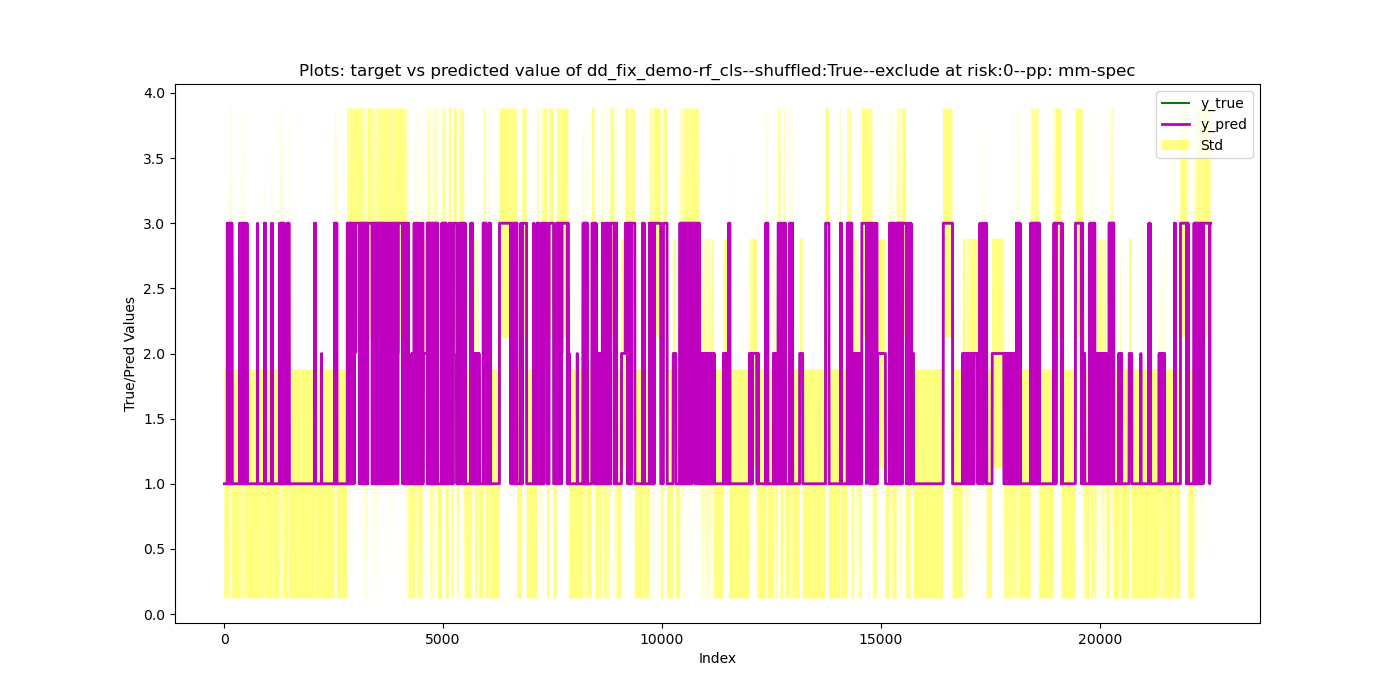 Plots: target vs predicted value of dd_fix_demo-rf_cls--shuffled:True--exclude at risk:0--pp: mm-spec
y_true
y_pred
Std
True/Pred Values
4.0
3.5
3.0
2.5
2.0
1.5
1.0
0.5
0.0
0 5000 10000 15000 20000
Index